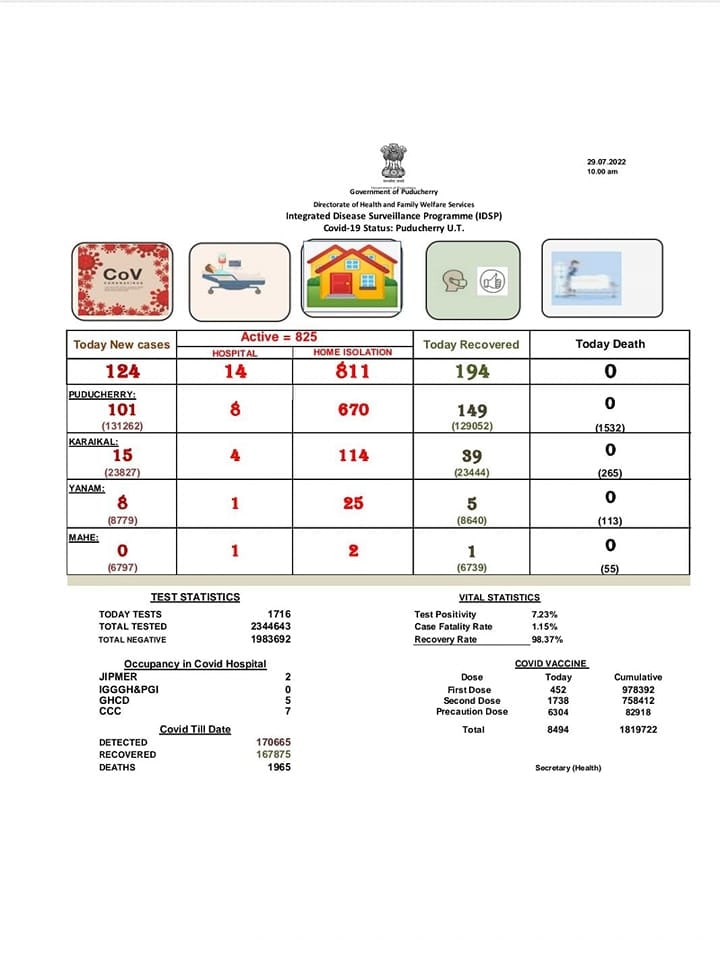 29.07.2022
10.00 am
सत्यमेव जयते
Government of Puducherry
Directorate of Health and Family Welfare Services
Integrated Disease Surveillance Programme (IDSP)
Covid-19 Status: Puducherry U.T.
CoV
CORONAVIRUS
Today New cases
Active = 825
HOSPITAL
HOME ISOLATION
Today Recovered
Today Death
124 14 811 194 0
PUDUCHERRY:
101 8 670 149 0
(131262) (129052) (1532)
KARAIKAL:
15 4 114 39 0
(23827) (23444) (265)
YANAM:
8 1 25 5 0
(8779) (8640) (113)
MAHE:
0 1 2 1 0
(6797) (6739) (55)
TEST STATISTICS
TODAY TESTS 1716
TOTAL TESTED 2344643
TOTAL NEGATIVE 1983692
VITAL STATISTICS
Test Positivity 7.23%
Case Fatality Rate 1.15%
Recovery Rate 98.37%
Occupancy in Covid Hospital
JIPMER 2
IGGGH&PGI 0
GHCD 5
CCC 7
COVID VACCINE
Dose Today Cumulative
First Dose 452 978392
Second Dose 1738 758412
Precaution Dose 6304 82918
Total 8494 1819722
Covid Till Date
DETECTED 170665
RECOVERED 167875
DEATHS 1965
Secretary (Health)